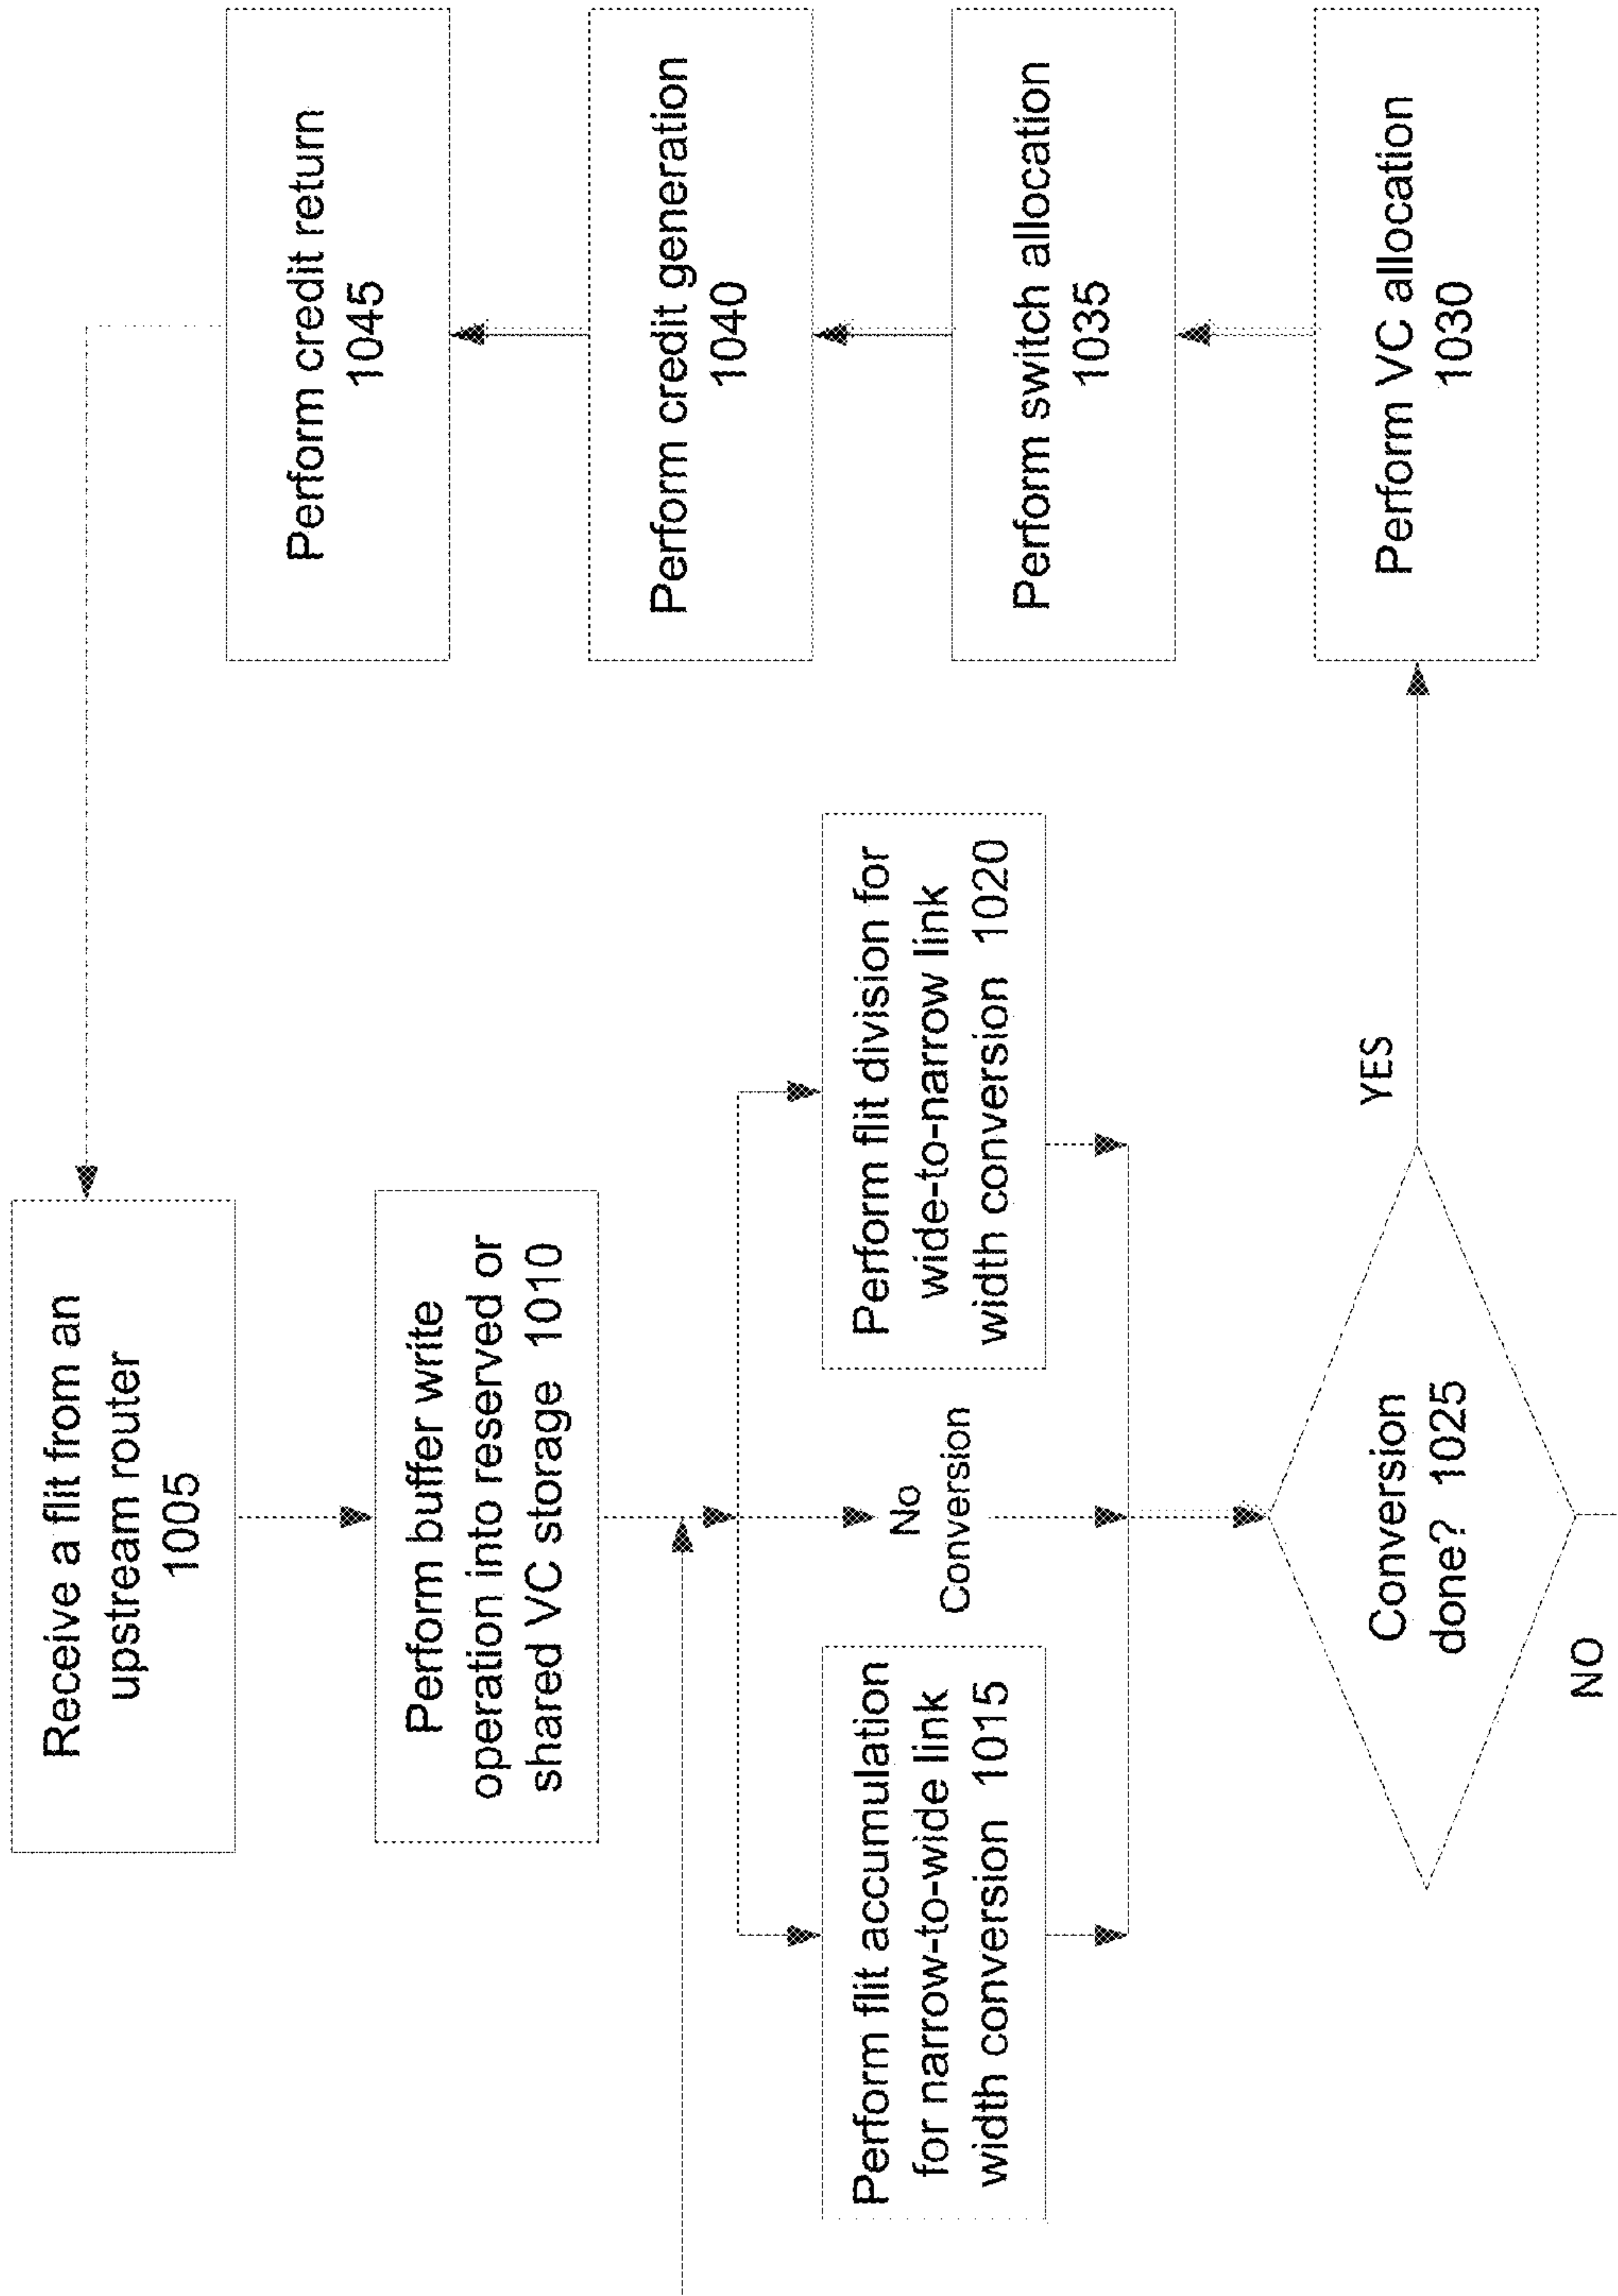 Receive a flit from an
upstream router
1005
Perform buffer write
operation into reserved or
shared VC storage 1010
Perform flit accumulation
for narrow-to-wide link
width conversion 1015
No
Conversion
Perform flit division for
wide-to-narrow link
width conversion 1020
Conversion
done? 1025
NO
YES
Perform VC allocation
1030
Perform switch allocation
1035
Perform credit generation
1040
Perform credit return
1045